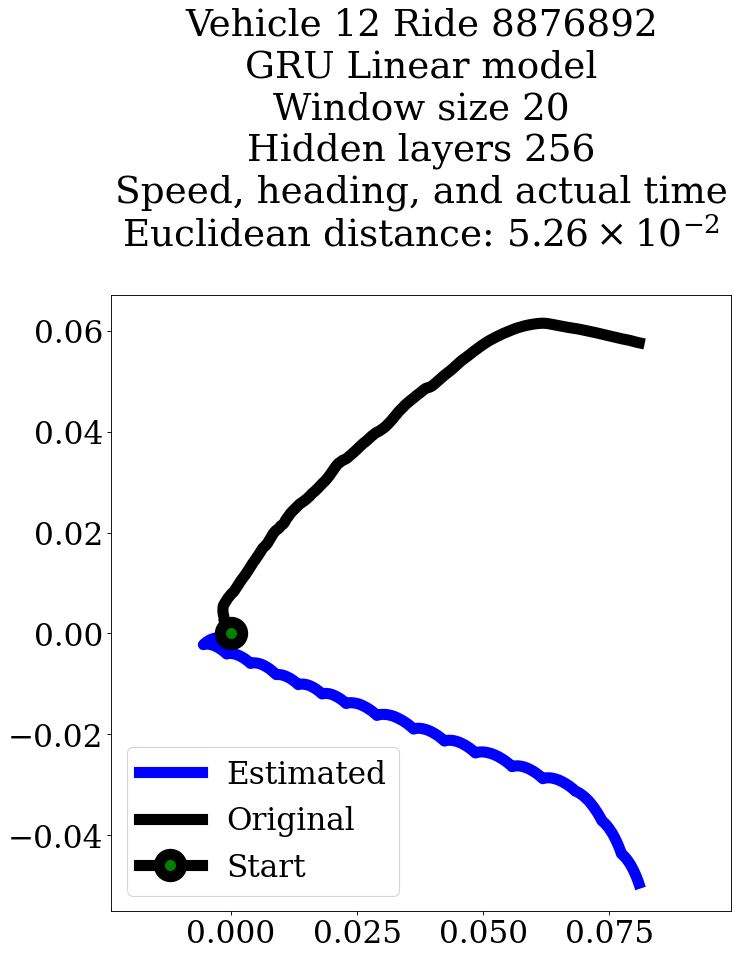 Vehicle 12 Ride 8876892
GRU Linear model
Window size 20
Hidden layers 256
Speed, heading, and actual time
Euclidean distance: 5.26 × 10⁻²
0.06
0.04
0.02
0.00
−0.02
−0.04
Estimated
Original
Start
0.000 0.025 0.050 0.075